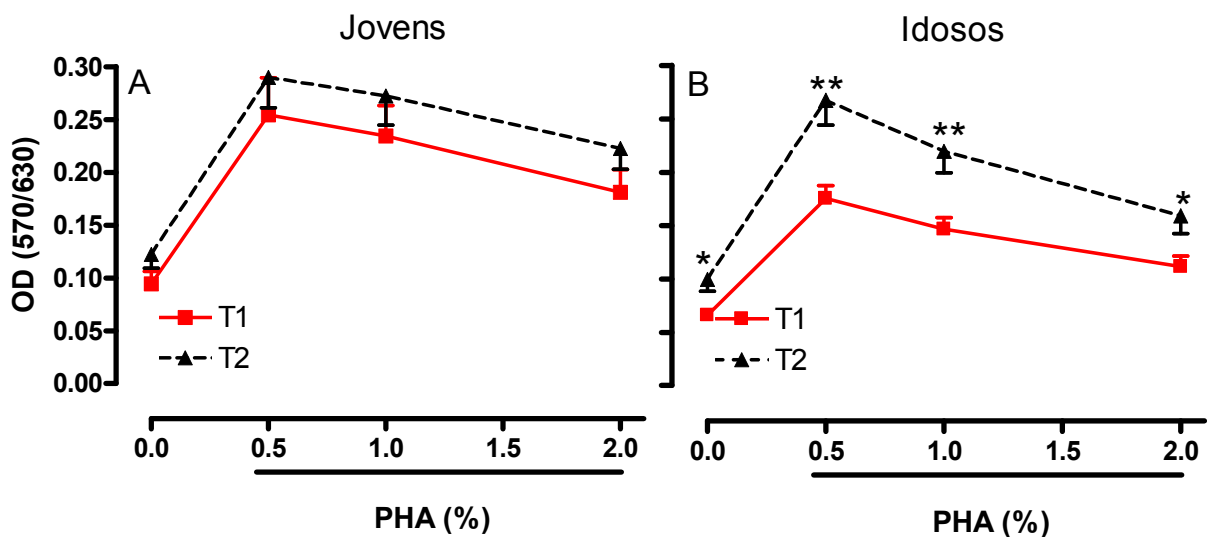 Jovens
A
0.30
0.25
0.20
0.15
0.10
0.05
0.00
OD (570/630)
T1
T2
0.0 0.5 1.0 1.5 2.0
PHA (%)
Idosos
B
* ** ** *
T1
T2
0.0 0.5 1.0 1.5 2.0
PHA (%)